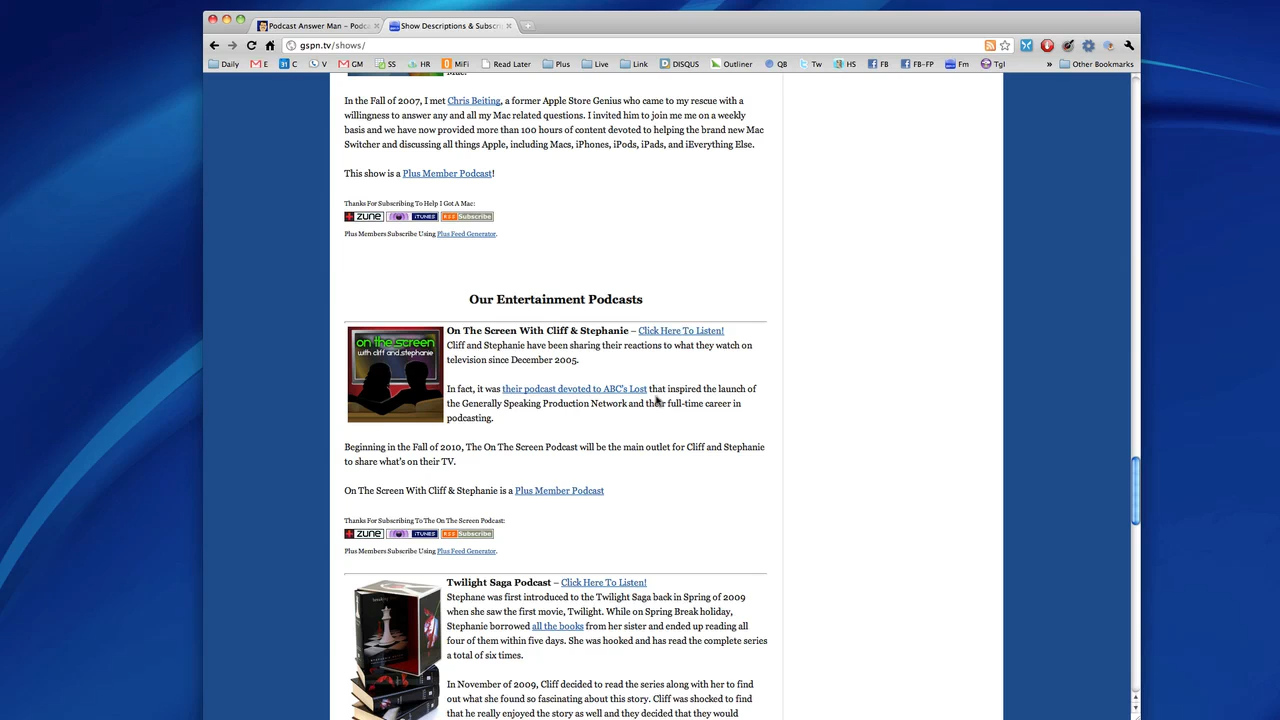 Podcast Answer Man – Podca
Show Descriptions & Subscr
gspn.tv/shows/
Daily E C V GM SS HR MiFi Read Later Plus Live Link DISQUS Outliner QB Tw HS FB FB-FP Fm Tgl » Other Bookmarks
Mac.
In the Fall of 2007, I met Chris Beiting, a former Apple Store Genius who came to my rescue with a
willingness to answer any and all my Mac related questions. I invited him to join me me on a weekly
basis and we have now provided more than 100 hours of content devoted to helping the brand new Mac
Switcher and discussing all things Apple, including Macs, iPhones, iPods, iPads, and iEverything Else.
This show is a Plus Member Podcast!
Thanks For Subscribing To Help I Got A Mac:
zune iTUNES RSS Subscribe
Plus Members Subscribe Using Plus Feed Generator.
Our Entertainment Podcasts
on the screen
with cliff and stephanie
On The Screen With Cliff & Stephanie – Click Here To Listen!
Cliff and Stephanie have been sharing their reactions to what they watch on
television since December 2005.
In fact, it was their podcast devoted to ABC's Lost that inspired the launch of
the Generally Speaking Production Network and their full-time career in
podcasting.
Beginning in the Fall of 2010, The On The Screen Podcast will be the main outlet for Cliff and Stephanie
to share what's on their TV.
On The Screen With Cliff & Stephanie is a Plus Member Podcast
Thanks For Subscribing To The On The Screen Podcast:
zune iTUNES RSS Subscribe
Plus Members Subscribe Using Plus Feed Generator.
Twilight Saga Podcast – Click Here To Listen!
Stephane was first introduced to the Twilight Saga back in Spring of 2009
when she saw the first movie, Twilight. While on Spring Break holiday,
Stephanie borrowed all the books from her sister and ended up reading all
four of them within five days. She was hooked and has read the complete series
a total of six times.
In November of 2009, Cliff decided to read the series along with her to find
out what she found so fascinating about this story. Cliff was shocked to find
that he really enjoyed the story as well and they decided that they would